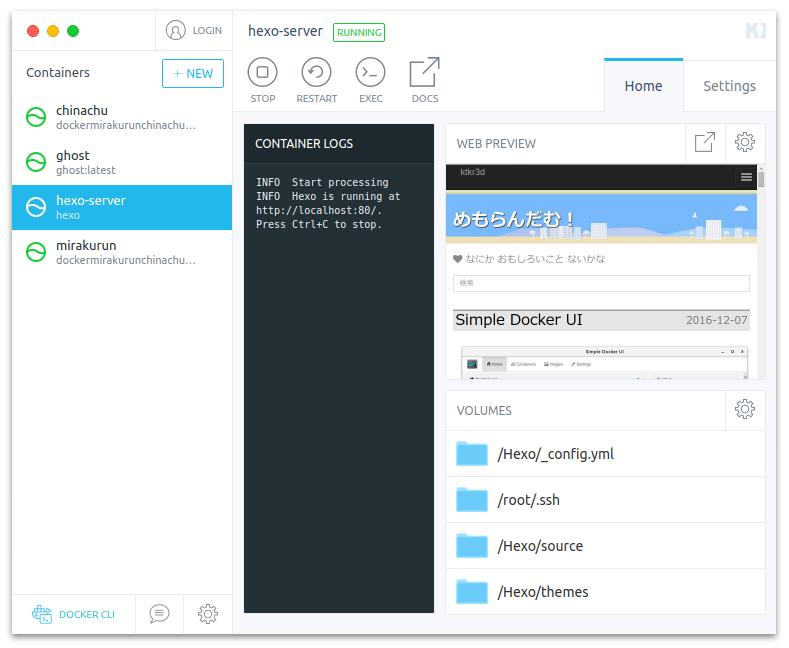 LOGIN
Containers
+ NEW
chinachu
dockermirakurunchinachu...
ghost
ghost:latest
hexo-server
hexo
mirakurun
dockermirakurunchinachu...
DOCKER CLI
hexo-server RUNNING
STOP RESTART EXEC DOCS
Home Settings
CONTAINER LOGS
INFO  Start processing
INFO  Hexo is running at
http://localhost:80/.
Press Ctrl+C to stop.
WEB PREVIEW
ktkr3d
めもらんだむ！
なにか おもしろいこと ないかな
検索
Simple Docker UI 2016-12-07
Simple Docker UI
Home Containers Images Settings
VOLUMES
/Hexo/_config.yml
/root/.ssh
/Hexo/source
/Hexo/themes